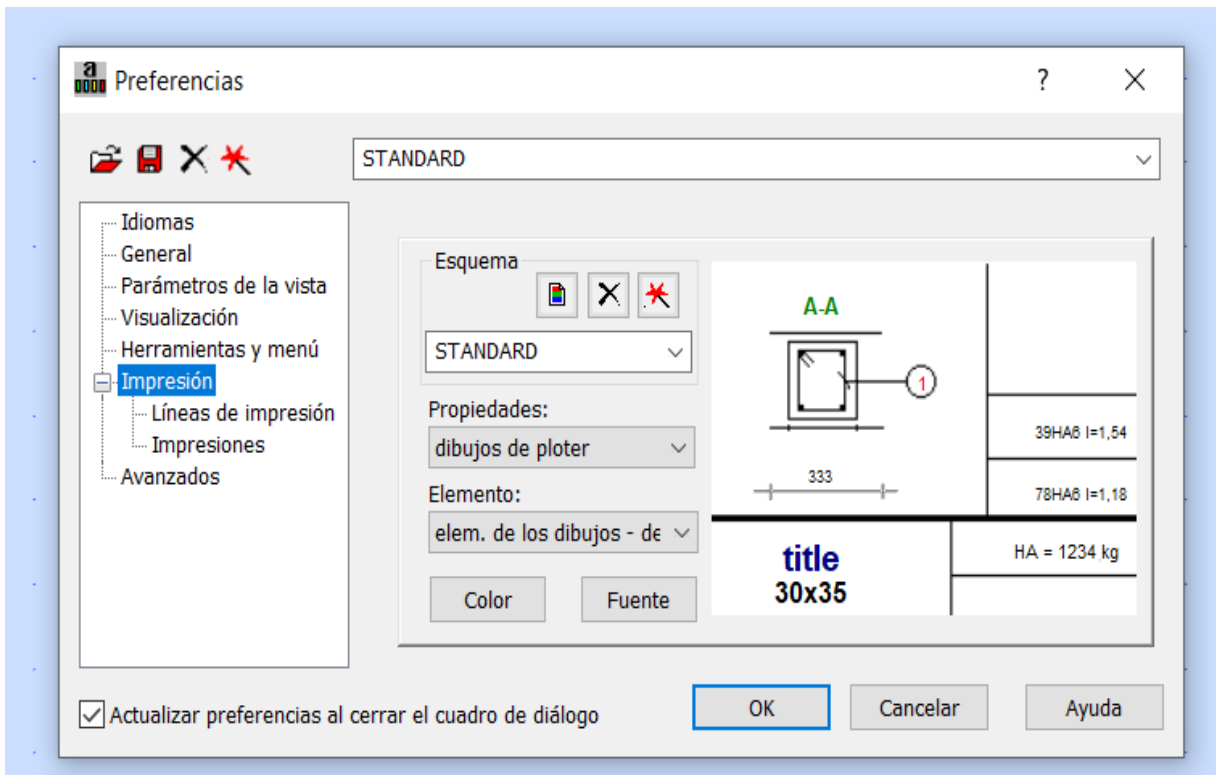 Preferencias
?
STANDARD
Idiomas
General
Parámetros de la vista
Visualización
Herramientas y menú
Impresión
Líneas de impresión
Impresiones
Avanzados
Esquema
STANDARD
Propiedades:
dibujos de ploter
Elemento:
elem. de los dibujos - de
Color
Fuente
A-A
1
333
39HA6 l=1,54
78HA6 l=1,18
title
30x35
HA = 1234 kg
Actualizar preferencias al cerrar el cuadro de diálogo
OK
Cancelar
Ayuda